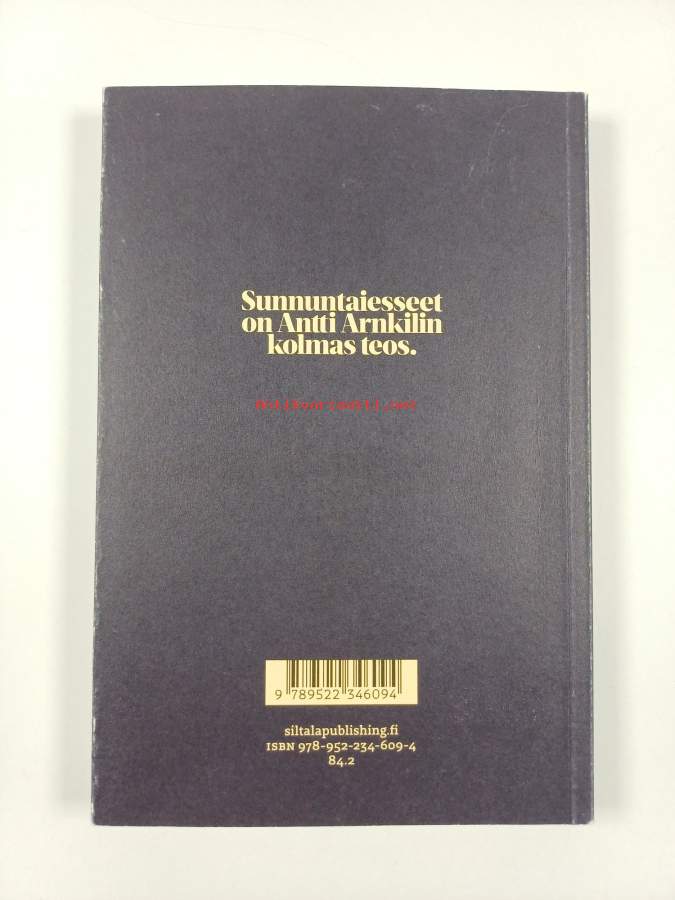 Sunnuntaiesseet
on Antti Arnkilin
kolmas teos.
9 789522 346094
siltalapublishing.fi
ISBN 978-952-234-609-4
84.2